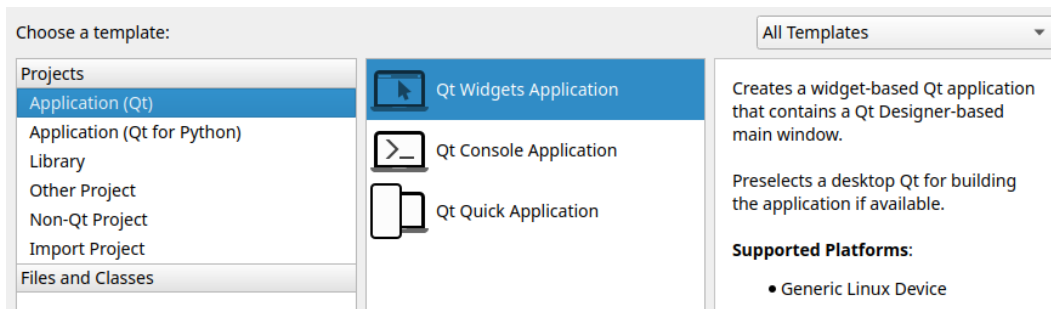 Choose a template:
All Templates
Projects
Application (Qt)
Application (Qt for Python)
Library
Other Project
Non-Qt Project
Import Project
Files and Classes
Qt Widgets Application
Qt Console Application
Qt Quick Application
Creates a widget-based Qt application
that contains a Qt Designer-based
main window.
Preselects a desktop Qt for building
the application if available.
Supported Platforms:
• Generic Linux Device